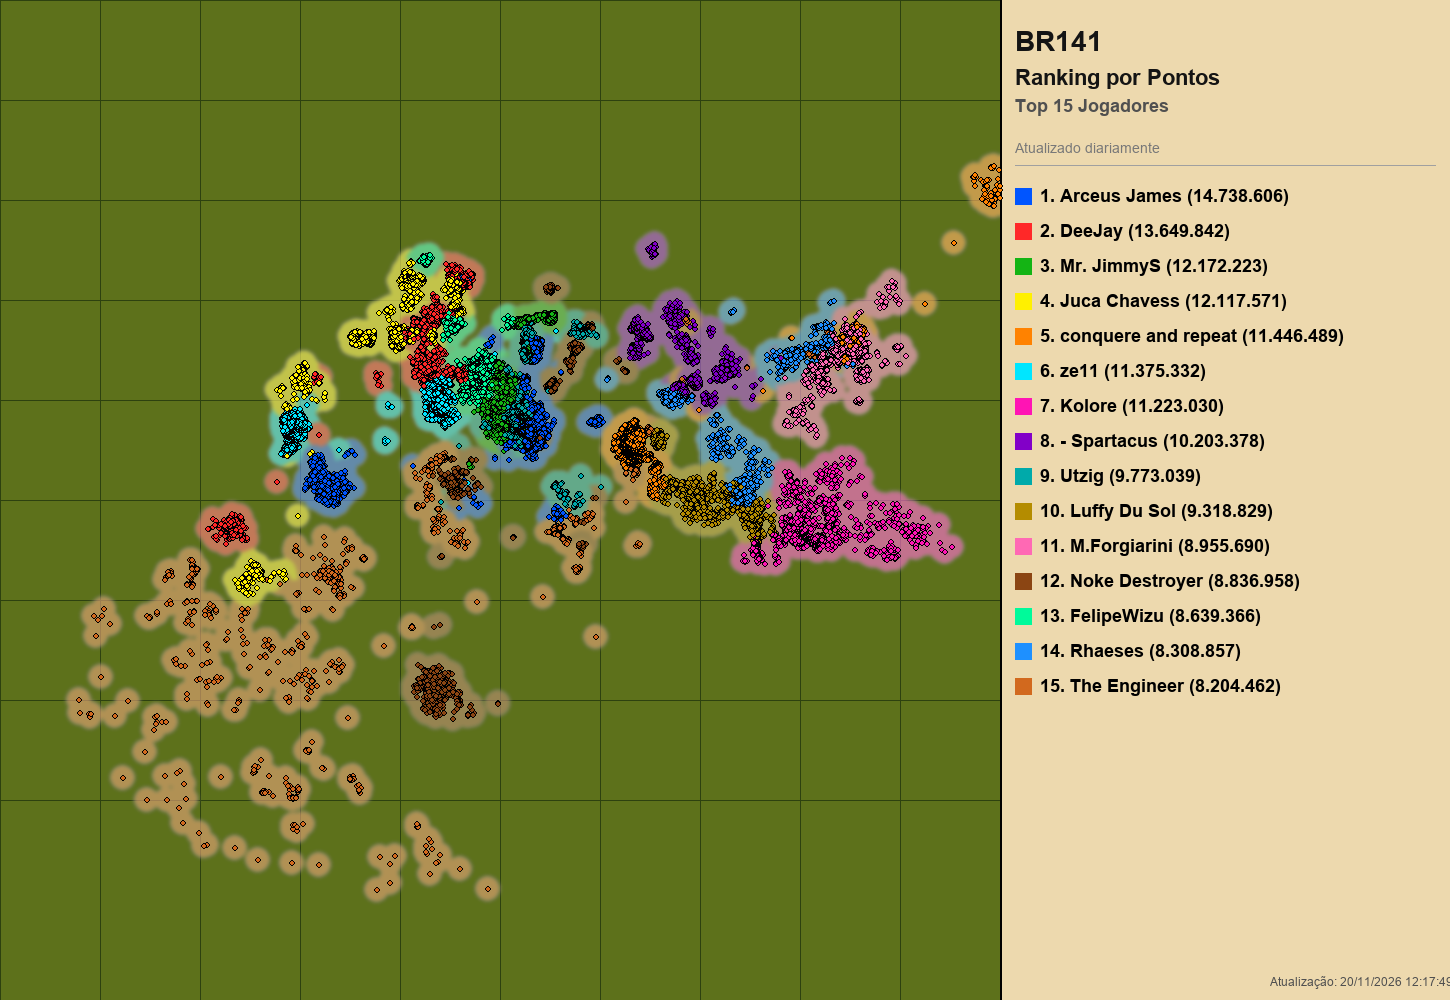 BR141
Ranking por Pontos
Top 15 Jogadores
Atualizado diariamente
1. Arceus James (14.738.606)
2. DeeJay (13.649.842)
3. Mr. JimmyS (12.172.223)
4. Juca Chavess (12.117.571)
5. conquere and repeat (11.446.489)
6. ze11 (11.375.332)
7. Kolore (11.223.030)
8. - Spartacus (10.203.378)
9. Utzig (9.773.039)
10. Luffy Du Sol (9.318.829)
11. M.Forgiarini (8.955.690)
12. Noke Destroyer (8.836.958)
13. FelipeWizu (8.639.366)
14. Rhaeses (8.308.857)
15. The Engineer (8.204.462)
Atualização: 20/11/2026 12:17:49